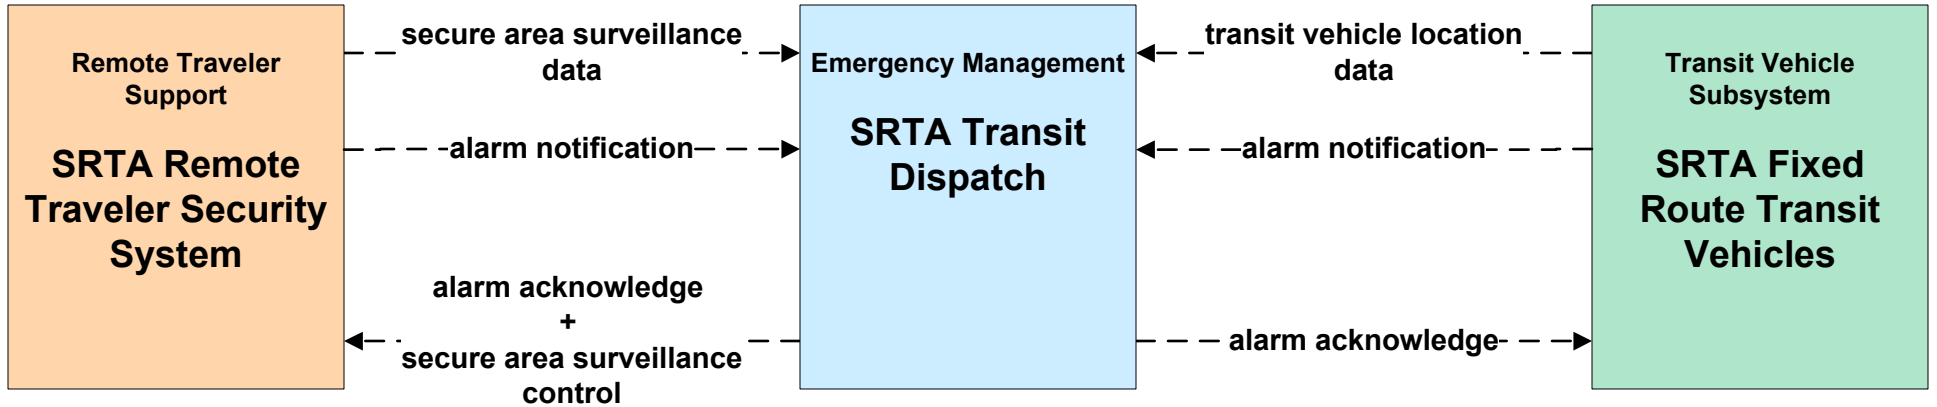 Remote Traveler
Support
SRTA Remote
Traveler Security
System
secure area surveillance
data
alarm notification
alarm acknowledge
+
secure area surveillance
control
Emergency Management
SRTA Transit
Dispatch
transit vehicle location
data
alarm notification
alarm acknowledge
Transit Vehicle
Subsystem
SRTA Fixed
Route Transit
Vehicles